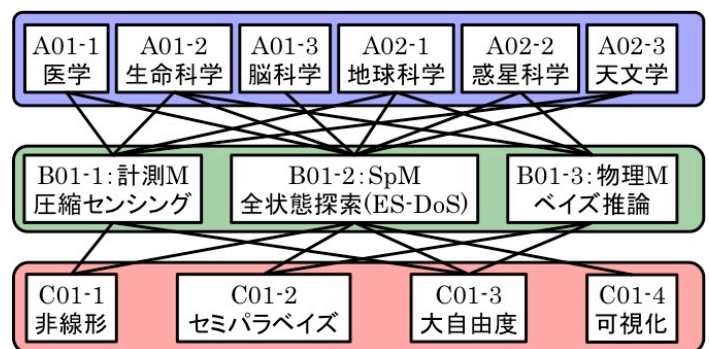 A01-1 A01-2 A01-3 A02-1 A02-2 A02-3
医学 生命科学 脳科学 地球科学 惑星科学 天文学
B01-1:計測M B01-2:SpM B01-3:物理M
圧縮センシング 全状態探索(ES-DoS) ベイズ推論
C01-1 C01-2 C01-3 C01-4
非線形 セミパラベイズ 大自由度 可視化